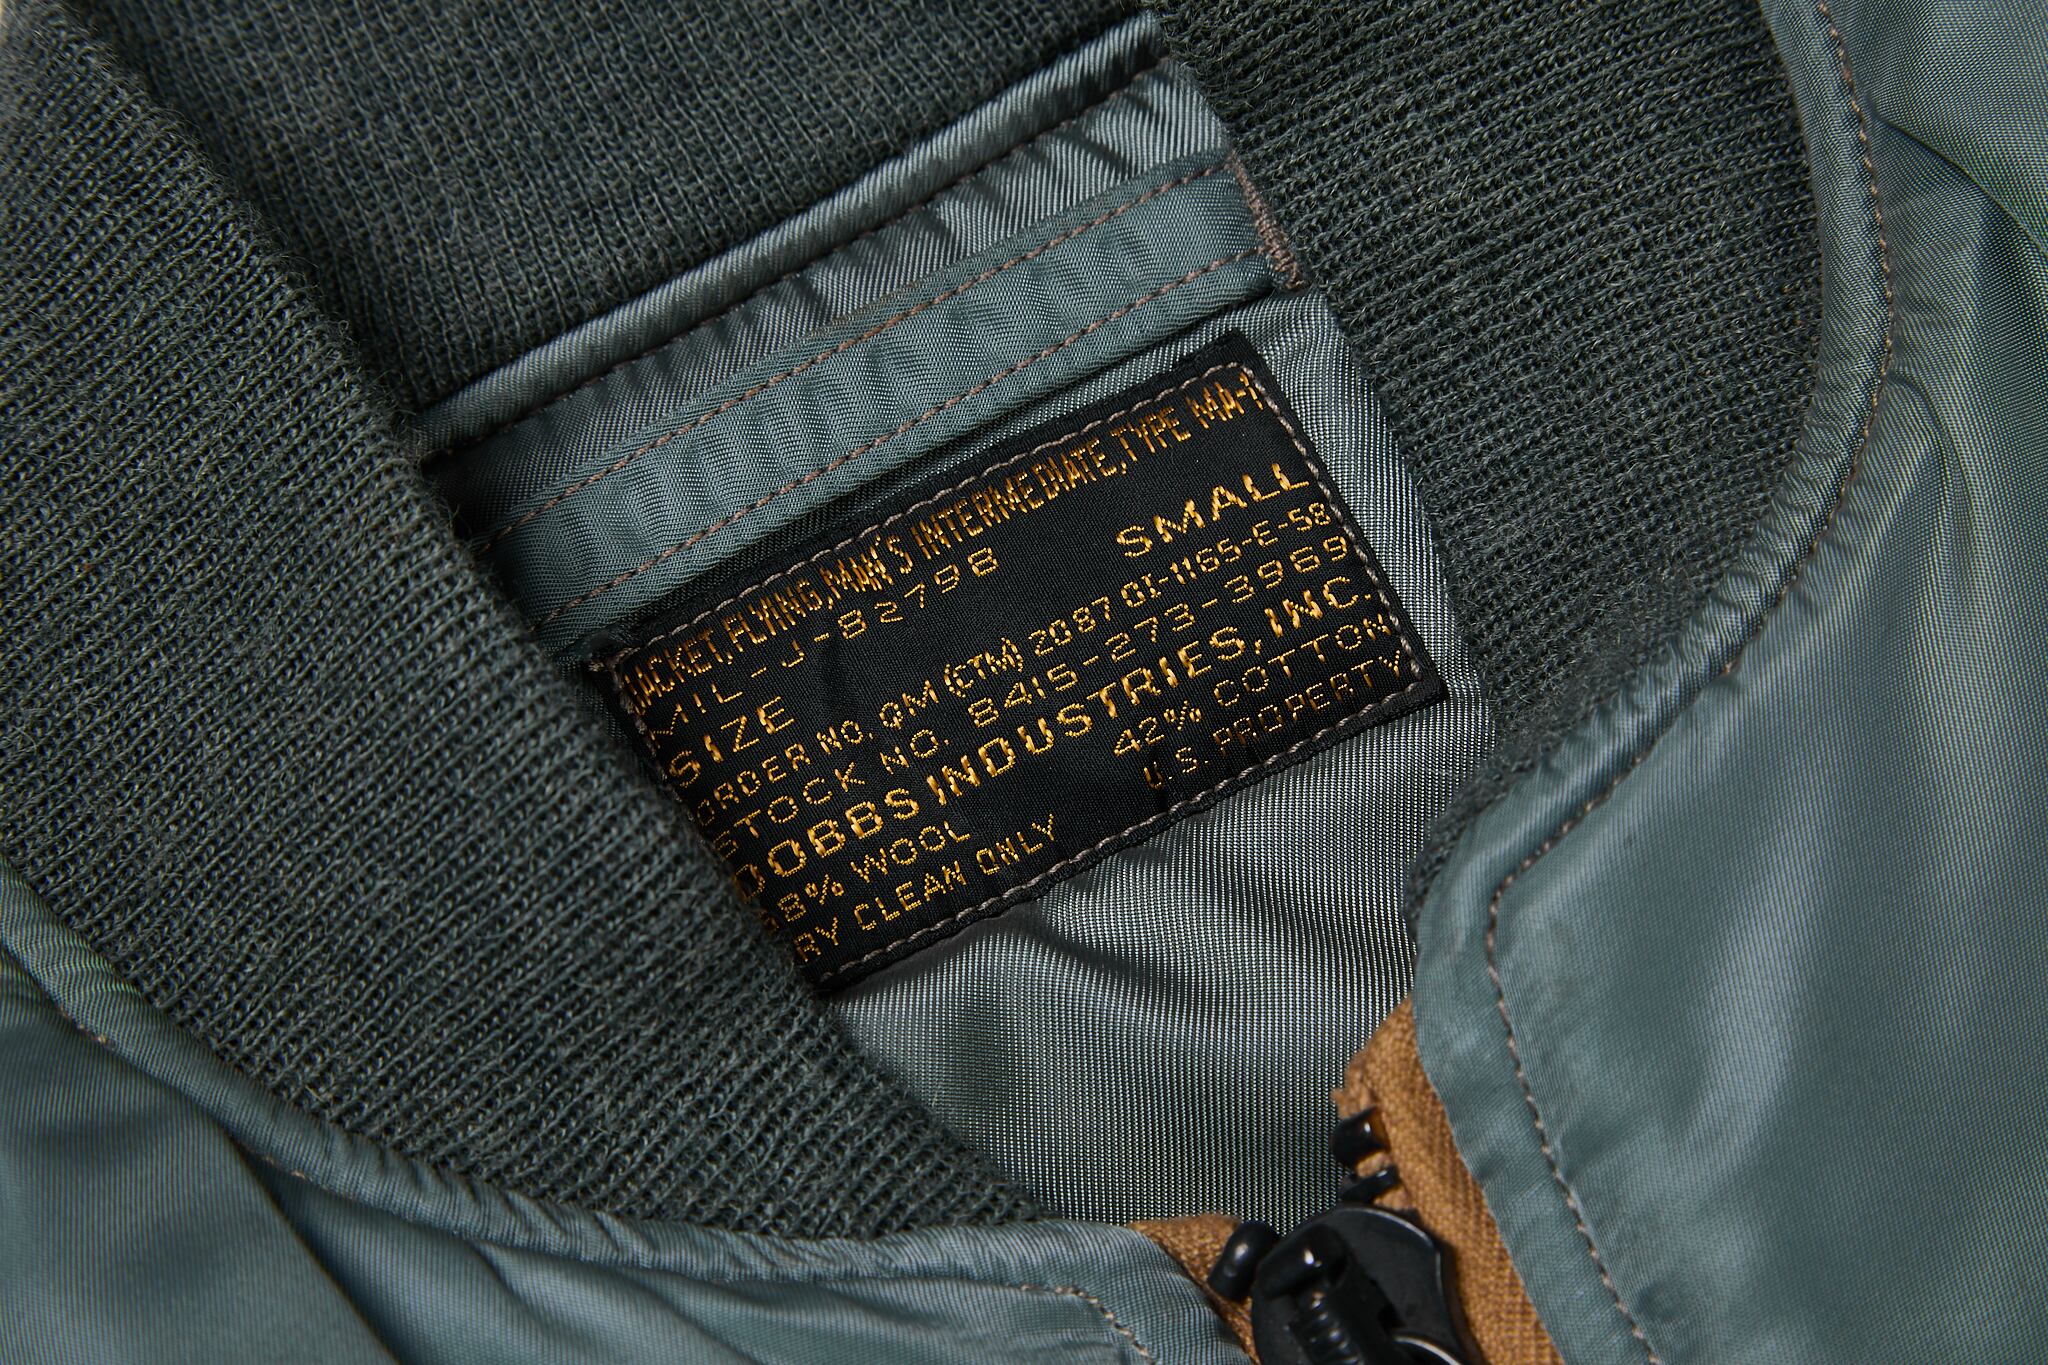 JACKET, FLYING, MAN'S INTERMEDIATE, TYPE MA-1
MIL-J-8279B
SIZE SMALL
ORDER NO. QM (CTM) 2087 GI-1165-E-58
STOCK NO. 8415-273-3969
DOBBS INDUSTRIES, INC.
58% WOOL 42% COTTON
DRY CLEAN ONLY U.S. PROPERTY